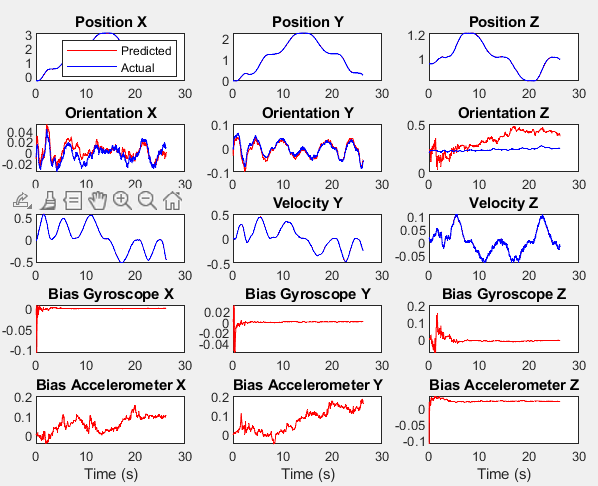 Position X
Position Y
Position Z
3
2
1
0
Predicted
Actual
2
1
0
1.2
1
0 10 20 30
0 10 20 30
0 10 20 30
Orientation X
Orientation Y
Orientation Z
0.04
0.02
0
-0.02
0.1
0
-0.1
0.5
0
0 10 20 30
0 10 20 30
0 10 20 30
Velocity Y
Velocity Z
0.5
0
-0.5
0.5
0
-0.5
0.1
0.05
0
-0.05
0 10 20 30
0 10 20 30
0 10 20 30
Bias Gyroscope X
Bias Gyroscope Y
Bias Gyroscope Z
0
-0.05
-0.1
0.02
0
-0.02
-0.04
0.2
0.1
0
0 10 20 30
0 10 20 30
0 10 20 30
Bias Accelerometer X
Bias Accelerometer Y
Bias Accelerometer Z
0.2
0.1
0
0.2
0.1
0
0
-0.05
-0.1
0 10 20 30
0 10 20 30
0 10 20 30
Time (s)
Time (s)
Time (s)